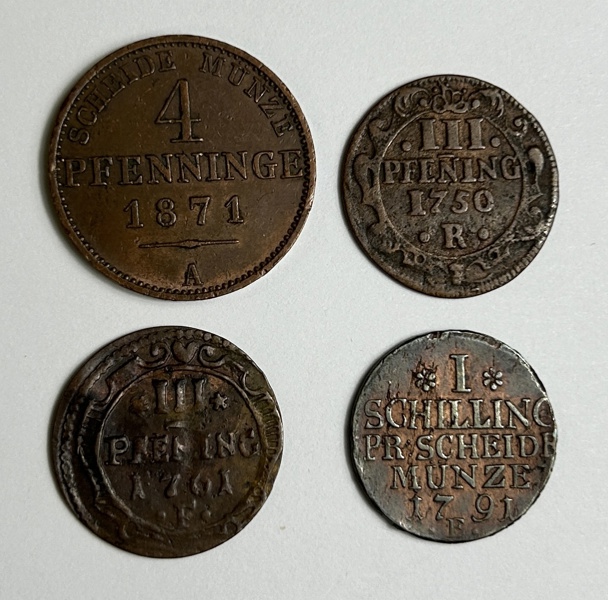 SCHEIDE MÜNZE
4
PFENNINGE
1871
A
·III·
PFENING
1750
·R·
III
PFENING
1761
·F·
I
SCHILLING
PR:SCHEIDE
MUNZE
1791
·E·